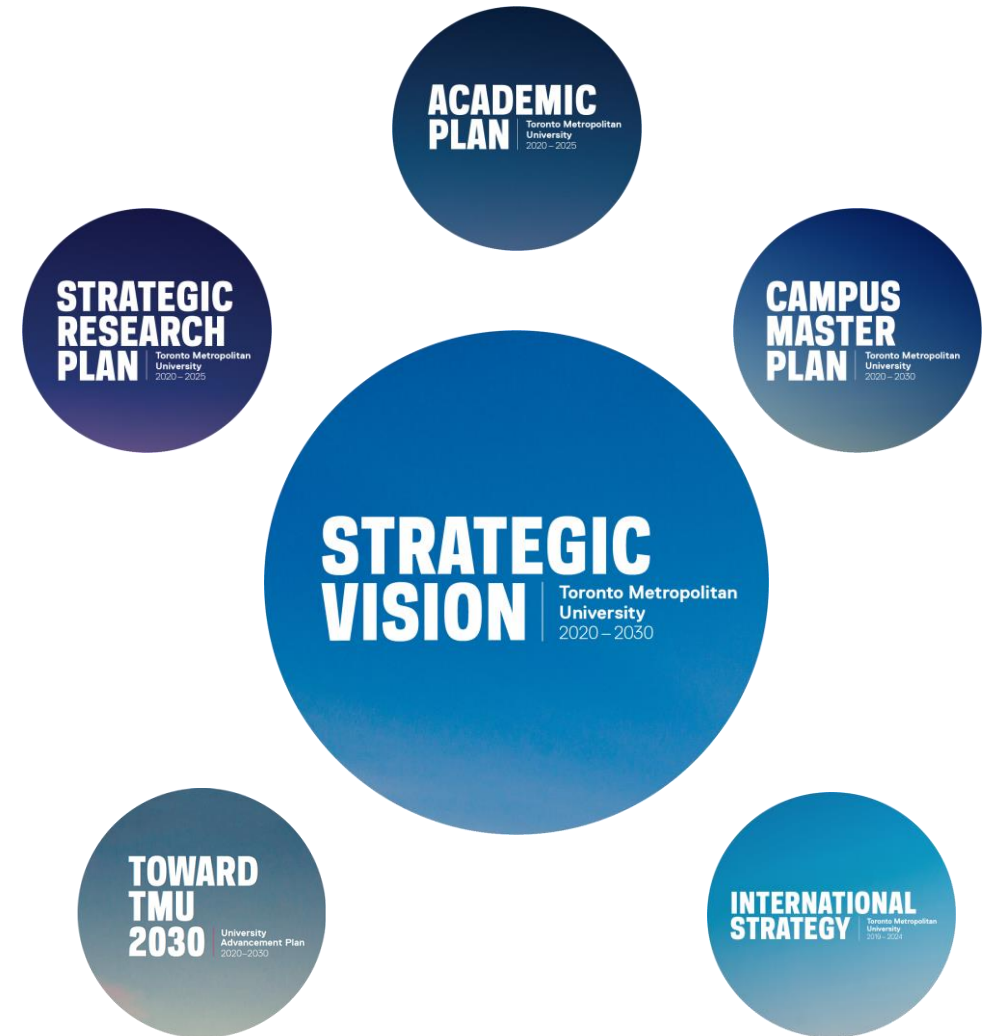 ACADEMIC
PLAN
Toronto Metropolitan
University
2020 – 2025
STRATEGIC
RESEARCH
PLAN
Toronto Metropolitan
University
2020 – 2025
CAMPUS
MASTER
PLAN
Toronto Metropolitan
University
2020 – 2030
STRATEGIC
VISION
Toronto Metropolitan
University
2020 – 2030
TOWARD
TMU
2030
University
Advancement Plan
2020–2030
INTERNATIONAL
STRATEGY
Toronto Metropolitan
University
2019 – 2024